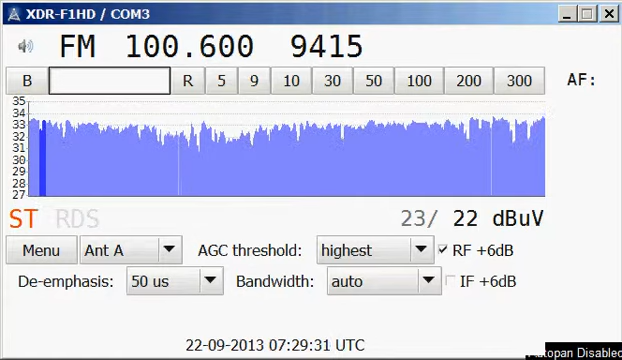 XDR-F1HD / COM3
FM 100.600 9415
B R 5 9 10 30 50 100 200 300 AF:
35
34
33
32
31
30
29
28
27
ST RDS 23/ 22 dBuV
Menu Ant A AGC threshold: highest RF +6dB
De-emphasis: 50 us Bandwidth: auto IF +6dB
22-09-2013 07:29:31 UTC
Disabled